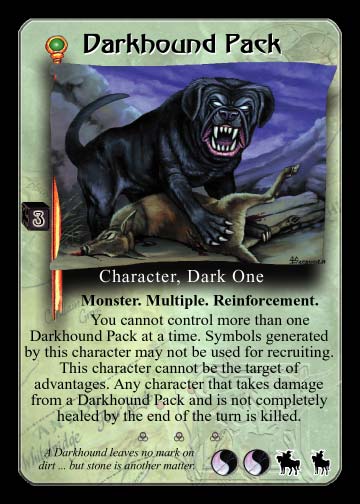 Darkhound Pack
3
Character, Dark One
Monster. Multiple. Reinforcement.
You cannot control more than one
Darkhound Pack at a time. Symbols generated
by this character may not be used for recruiting.
This character cannot be the target of
advantages. Any character that takes damage
from a Darkhound Pack and is not completely
healed by the end of the turn is killed.
A Darkhound leaves no mark on
dirt ... but stone is another matter.